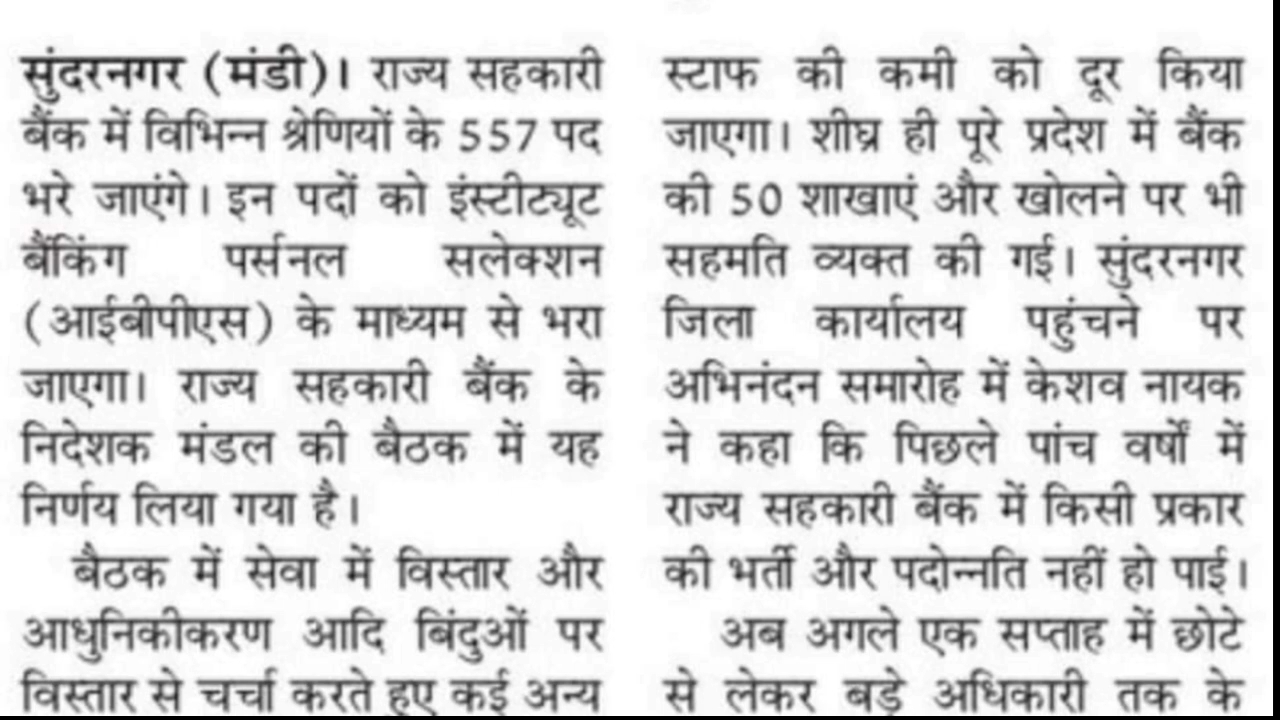 सुंदरनगर (मंडी)। राज्य सहकारी
बैंक में विभिन्न श्रेणियों के 557 पद
भरे जाएंगे। इन पदों को इंस्टीट्यूट
बैंकिंग पर्सनल सलेक्शन
(आईबीपीएस) के माध्यम से भरा
जाएगा। राज्य सहकारी बैंक के
निदेशक मंडल की बैठक में यह
निर्णय लिया गया है।
बैठक में सेवा में विस्तार और
आधुनिकीकरण आदि बिंदुओं पर
विस्तार से चर्चा करते हुए कई अन्य
स्टाफ की कमी को दूर किया
जाएगा। शीघ्र ही पूरे प्रदेश में बैंक
की 50 शाखाएं और खोलने पर भी
सहमति व्यक्त की गई। सुंदरनगर
जिला कार्यालय पहुंचने पर
अभिनंदन समारोह में केशव नायक
ने कहा कि पिछले पांच वर्षों में
राज्य सहकारी बैंक में किसी प्रकार
की भर्ती और पदोन्नति नहीं हो पाई।
अब अगले एक सप्ताह में छोटे
से लेकर बड़े अधिकारी तक के